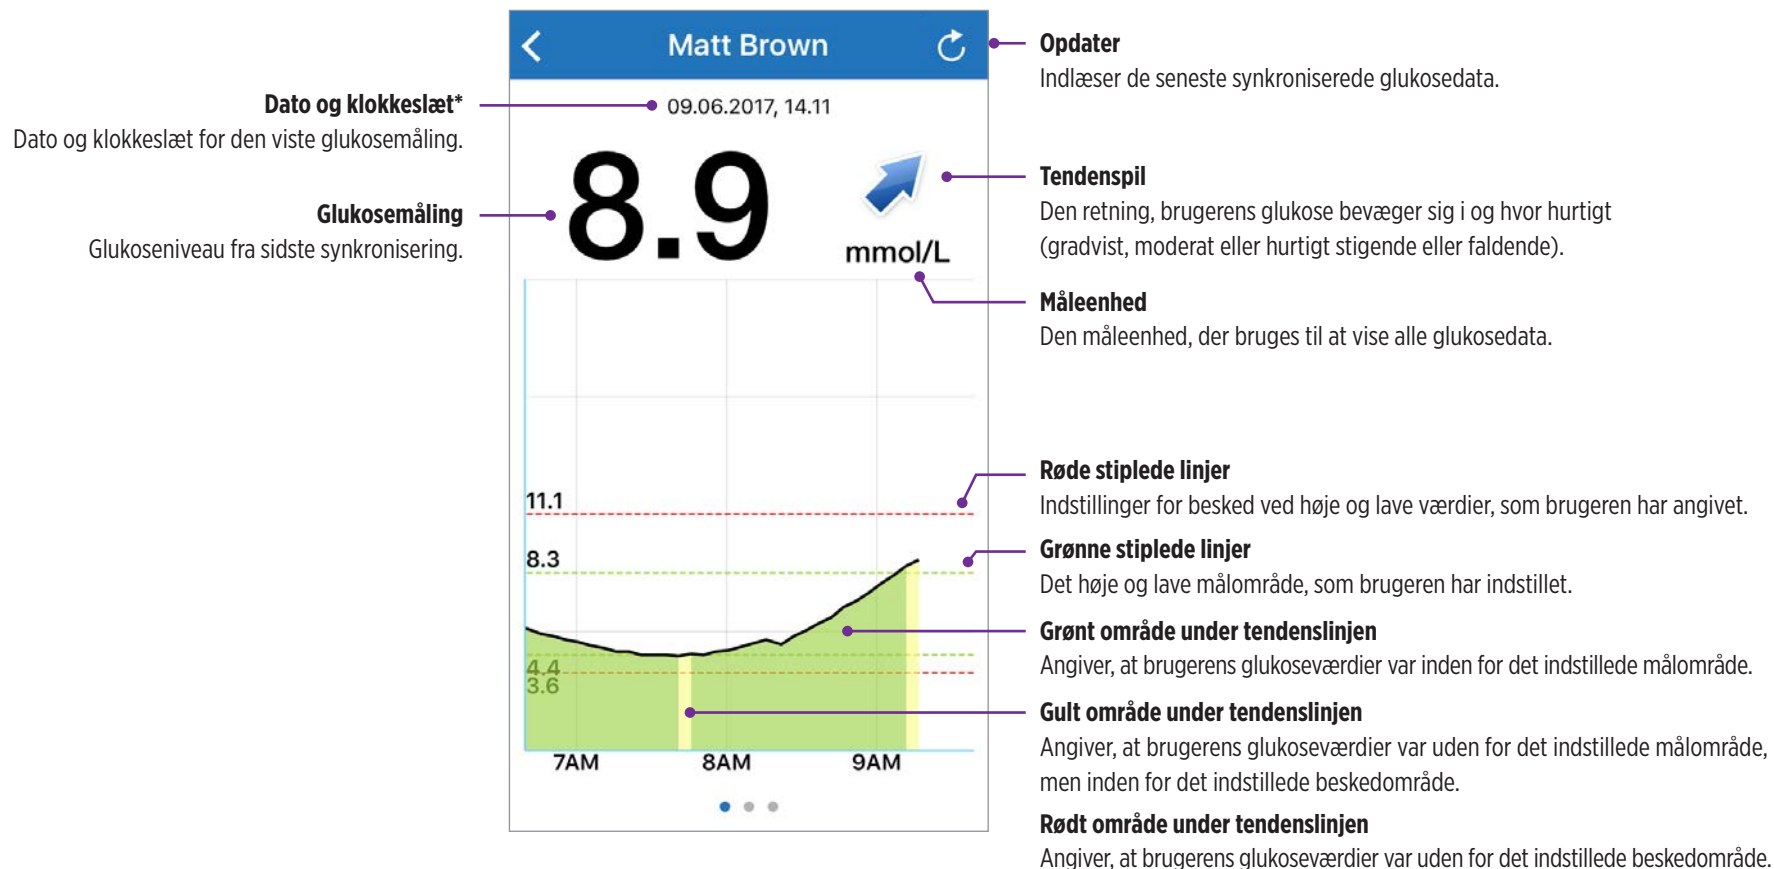 Matt Brown
09.06.2017, 14.11
8.9
mmol/L
11.1
8.3
4.4
3.6
7AM 8AM 9AM
Dato og klokkeslæt*
Dato og klokkeslæt for den viste glukosemåling.
Glukosemåling
Glukoseniveau fra sidste synkronisering.
Opdater
Indlæser de seneste synkroniserede glukosedata.
Tendenspil
Den retning, brugerens glukose bevæger sig i og hvor hurtigt
(gradvist, moderat eller hurtigt stigende eller faldende).
Måleenhed
Den måleenhed, der bruges til at vise alle glukosedata.
Røde stiplede linjer
Indstillinger for besked ved høje og lave værdier, som brugeren har angivet.
Grønne stiplede linjer
Det høje og lave målområde, som brugeren har indstillet.
Grønt område under tendenslinjen
Angiver, at brugerens glukoseværdier var inden for det indstillede målområde.
Gult område under tendenslinjen
Angiver, at brugerens glukoseværdier var uden for det indstillede målområde,
men inden for det indstillede beskedområde.
Rødt område under tendenslinjen
Angiver, at brugerens glukoseværdier var uden for det indstillede beskedområde.